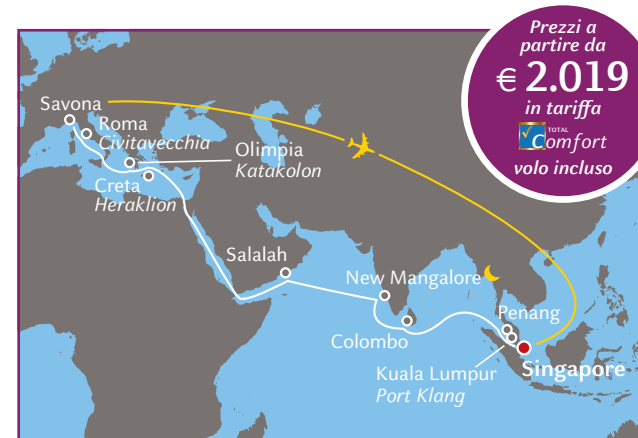 Prezzi a
partire da
€ 2.019
in tariffa
TOTAL
Comfort
volo incluso
Savona
Roma
Civitavecchia
Olimpia
Katakolon
Creta
Heraklion
Salalah
New Mangalore
Colombo
Penang
Kuala Lumpur
Port Klang
Singapore